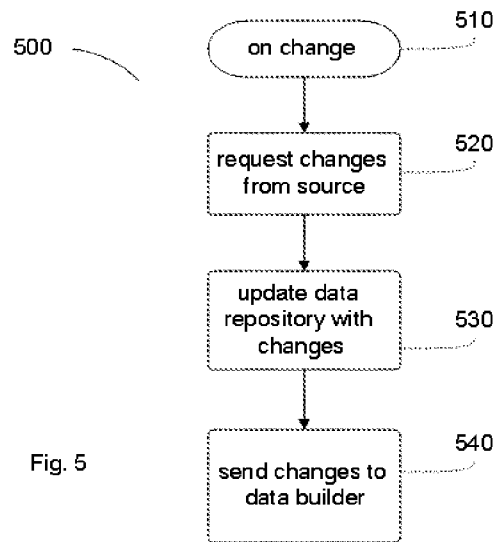 510
on change
500
520
request changes
from source
update data
repository with
changes
530
540
send changes to
data builder
Fig. 5